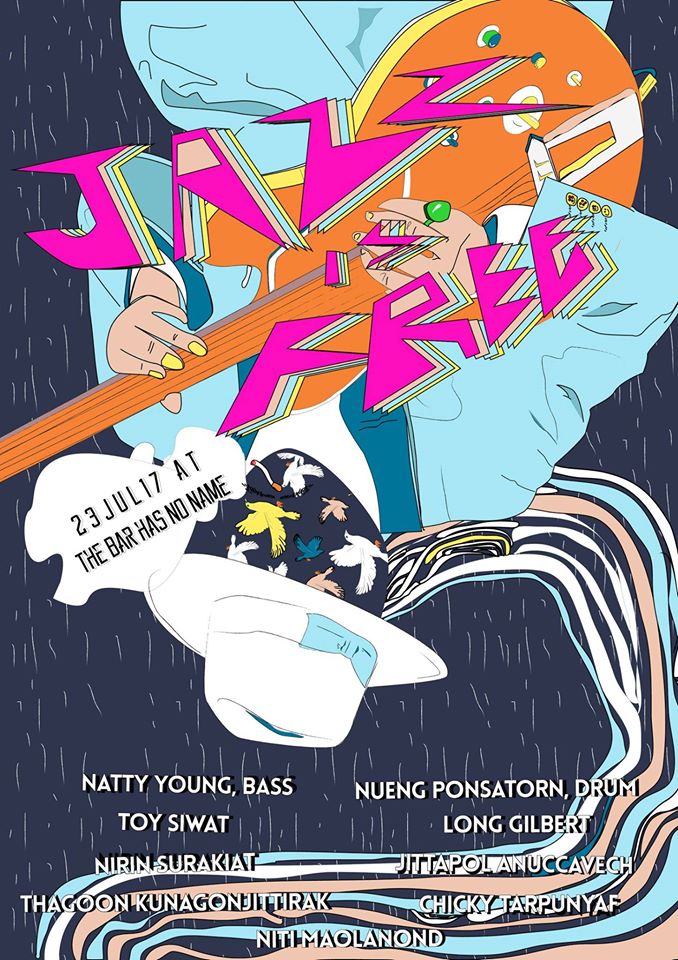 JAZZ
IS
FREE
23 JUL 17 AT
THE BAR HAS NO NAME
NATTY YOUNG, BASS
NUENG PONSATORN, DRUM
TOY SIWAT
LONG GILBERT
NIRIN SURAKIAT
JITTAPOL ANUCCAVECH
THAGOON KUNAGONJITTIRAK
CHICKY TARPUNYAF
NITI MAOLANOND